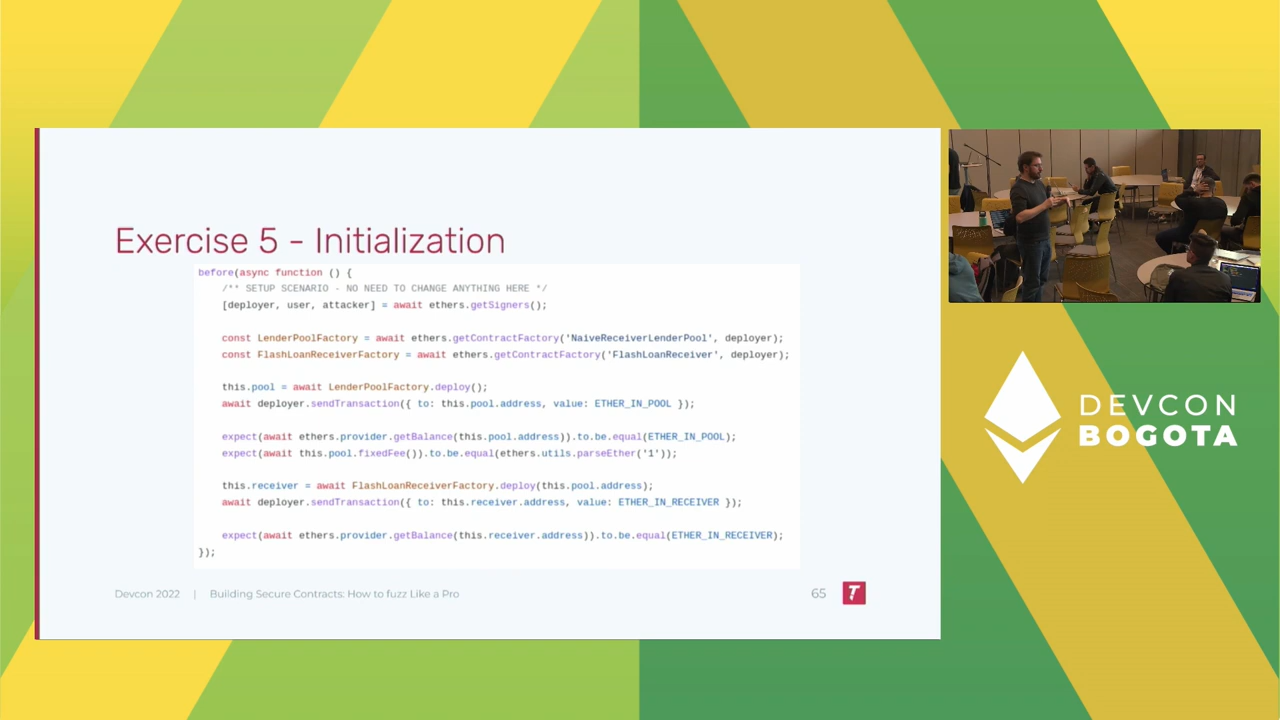 Exercise 5 - Initialization
before(async function () {
/** SETUP SCENARIO - NO NEED TO CHANGE ANYTHING HERE */
[deployer, user, attacker] = await ethers.getSigners();
const LenderPoolFactory = await ethers.getContractFactory('NaiveReceiverLenderPool', deployer);
const FlashLoanReceiverFactory = await ethers.getContractFactory('FlashLoanReceiver', deployer);
this.pool = await LenderPoolFactory.deploy();
await deployer.sendTransaction({ to: this.pool.address, value: ETHER_IN_POOL });
expect(await ethers.provider.getBalance(this.pool.address)).to.be.equal(ETHER_IN_POOL);
expect(await this.pool.fixedFee()).to.be.equal(ethers.utils.parseEther('1'));
this.receiver = await FlashLoanReceiverFactory.deploy(this.pool.address);
await deployer.sendTransaction({ to: this.receiver.address, value: ETHER_IN_RECEIVER });
expect(await ethers.provider.getBalance(this.receiver.address)).to.be.equal(ETHER_IN_RECEIVER);
});
Devcon 2022 | Building Secure Contracts: How to fuzz Like a Pro
65
T
DEVCON
BOGOTA